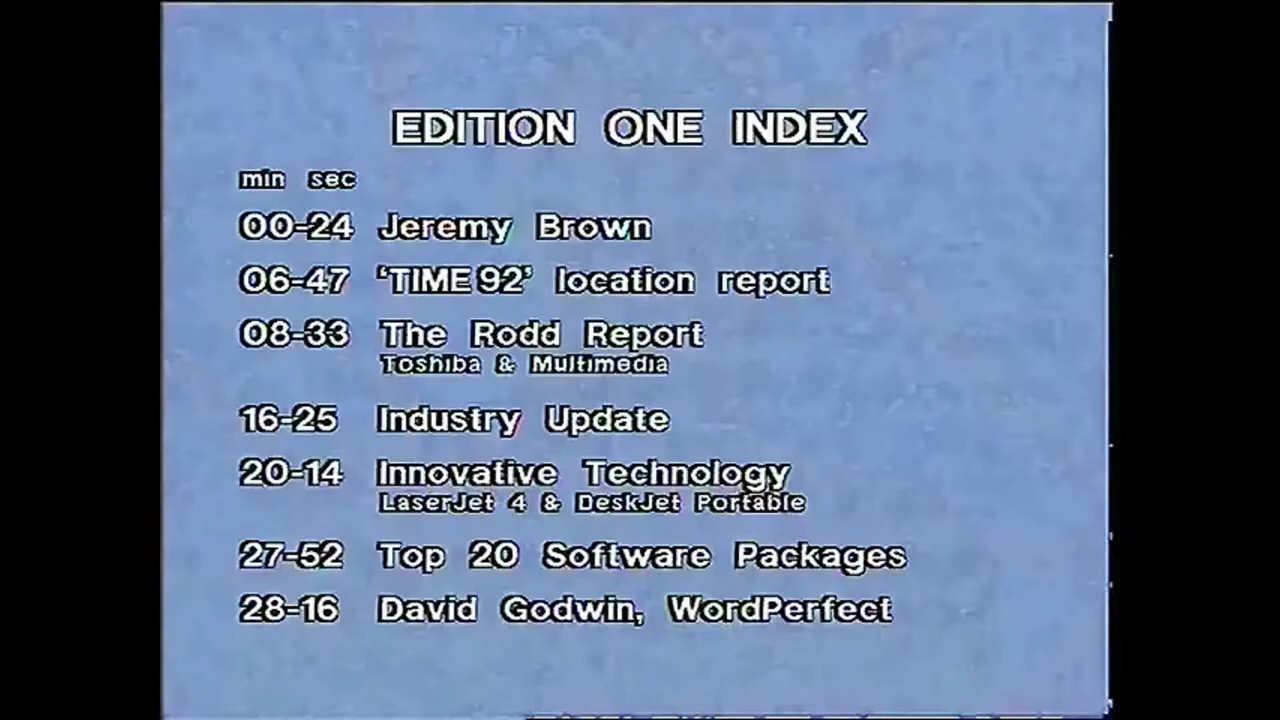 EDITION ONE INDEX
min sec
00-24 Jeremy Brown
06-47 ‘TIME 92’ location report
08-33 The Rodd Report
Toshiba & Multimedia
16-25 Industry Update
20-14 Innovative Technology
LaserJet 4 & DeskJet Portable
27-52 Top 20 Software Packages
28-16 David Godwin, WordPerfect